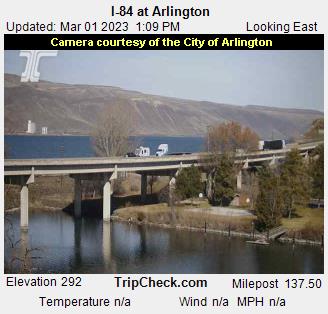 I-84 at Arlington
Updated: Mar 01 2023 1:09 PM Looking East
Camera courtesy of the City of Arlington
Elevation 292 TripCheck.com Milepost 137.50
Temperature n/a Wind n/a MPH n/a